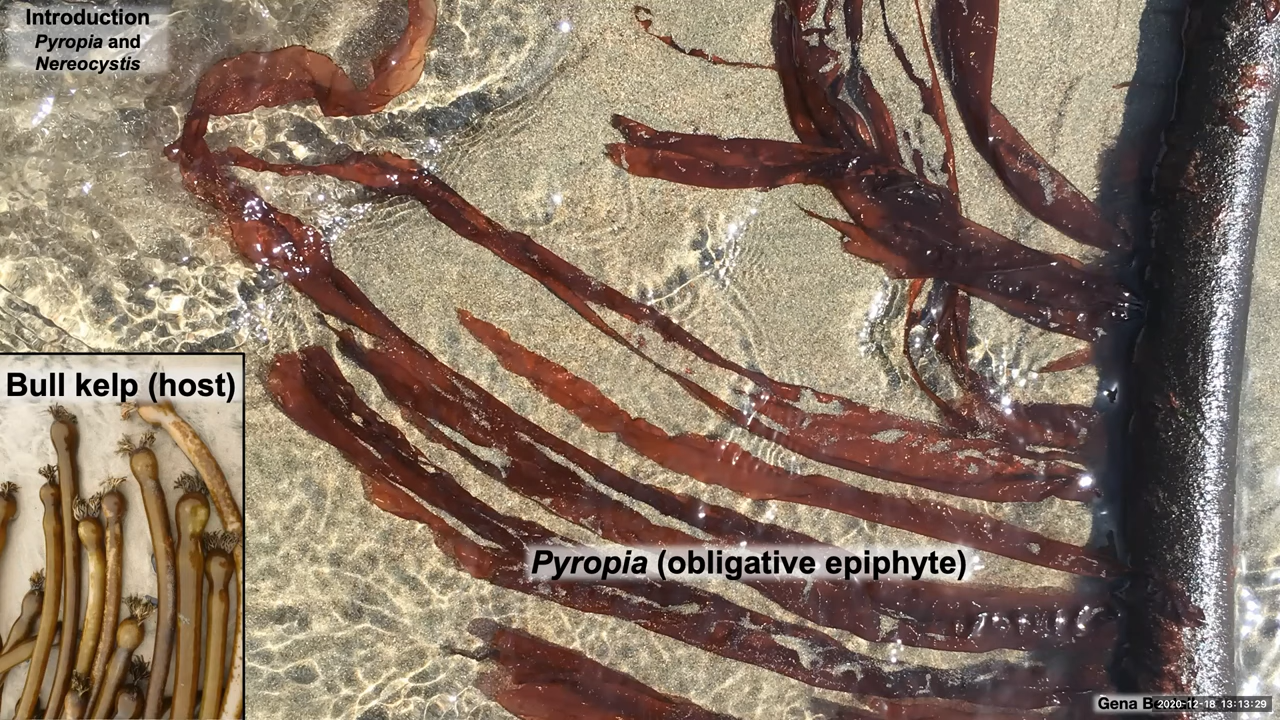 Introduction
Pyropia and
Nereocystis
Bull kelp (host)
Pyropia (obligative epiphyte)
Gena
2020-12-18 13:13:29